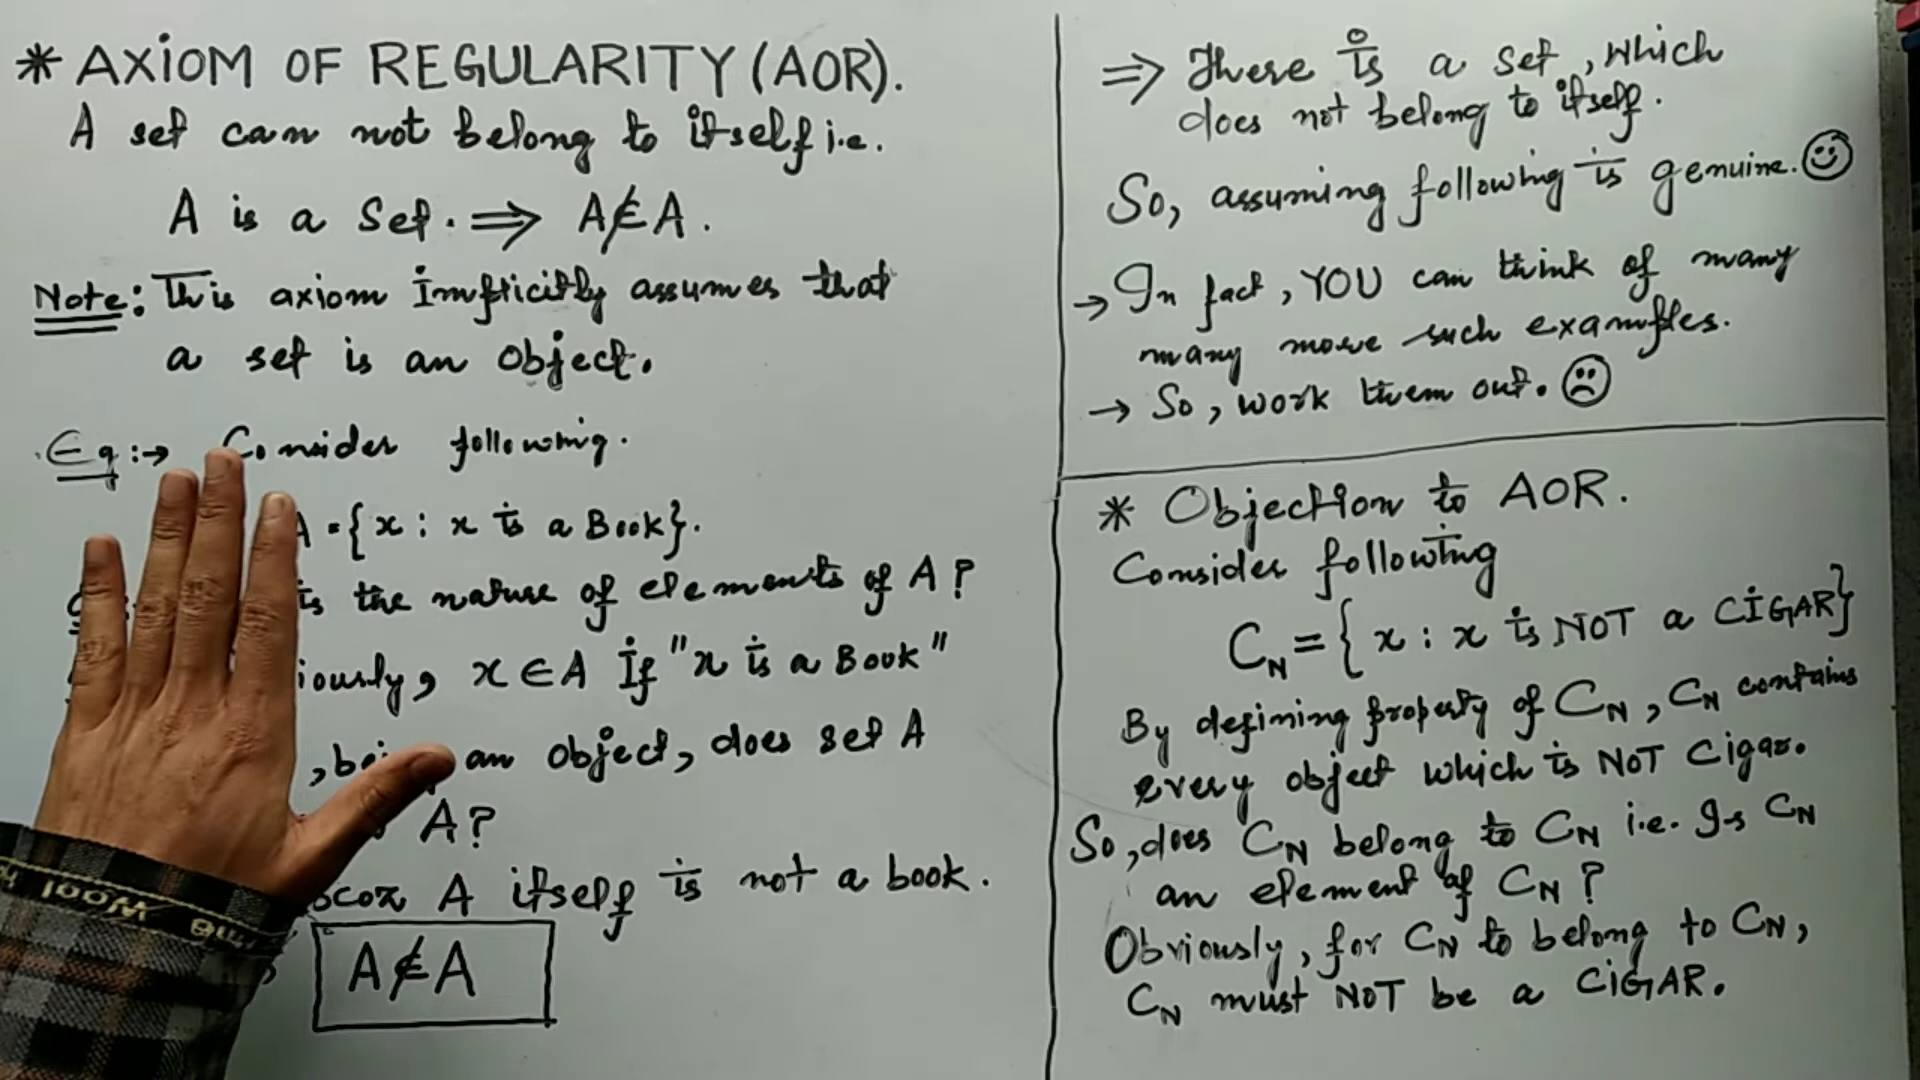 * AXIOM OF REGULARITY (AOR).
A set can not belong to itself i.e.
A is a Set. ⇒ A∉A.
Note: This axiom Implicitly assumes that
a set is an object.
Eg:→ Consider following.
A = {x : x is a Book}.
is the nature of elements of A?
x ∈ A If "x is a Book"
, being an object, does set A
A?
A itself is not a book.
A∉A
⇒ There is a set, which
does not belong to itself.
So, assuming following is genuine.
→ In fact, YOU can think of many
many more such examples.
→ So, work them out.
* Objection to AOR.
Consider following
C_N = { x : x is NOT a CIGAR}
By defining property of C_N, C_N contains
every object which is NOT Cigar.
So, does C_N belong to C_N i.e. Is C_N
an element of C_N?
Obviously, for C_N to belong to C_N,
C_N must NOT be a CIGAR.